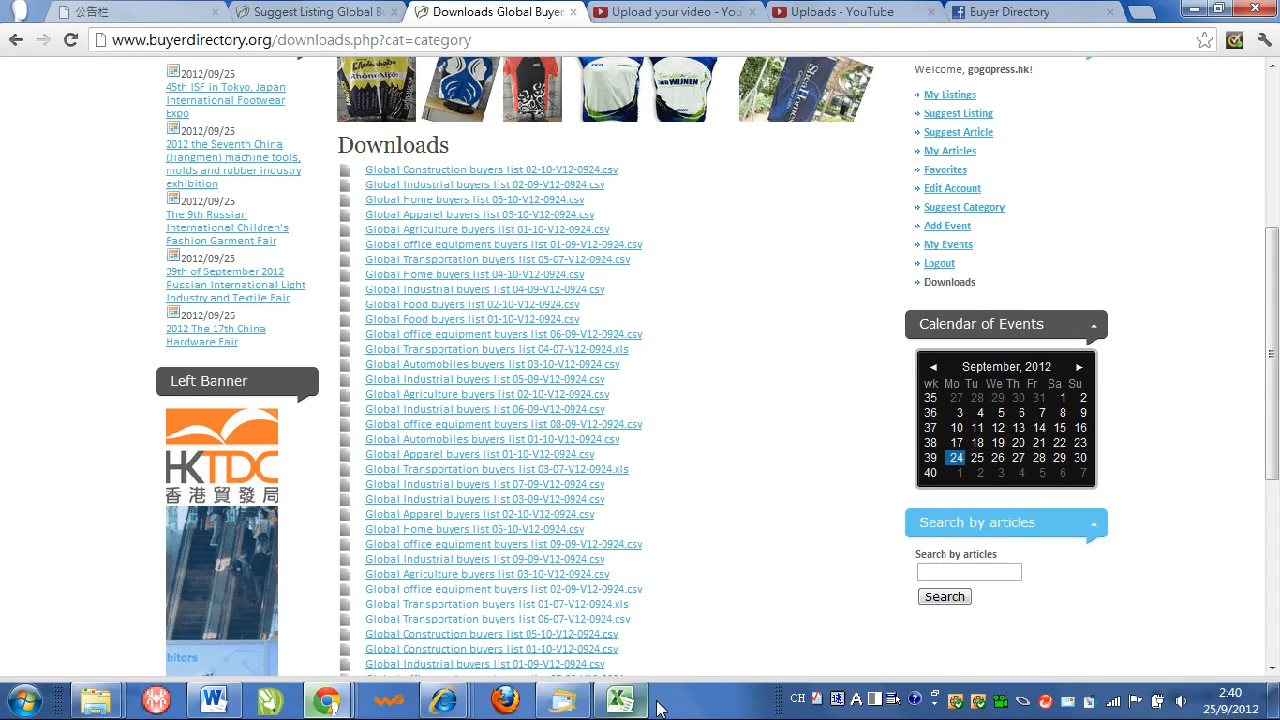 公告栏
Suggest Listing Global Bu
Downloads Global Buyer
Upload your video - You
Uploads - YouTube
Buyer Directory
www.buyerdirectory.org/downloads.php?cat=category
2012/09/25
45th ISF in Tokyo, Japan
International Footwear
Expo
2012/09/25
2012 the Seventh China
(Jiangmen) machine tools,
molds and rubber industry
exhibition
2012/09/25
The 9th Russian
International Children's
Fashion Garment Fair
2012/09/25
39th of September 2012
Russian International Light
Industry and Textile Fair
2012/09/25
2012 The 17th China
Hardware Fair
Left Banner
HKTDC
香港貿發局
Downloads
Global Construction buyers list 02-10-V12-0924.csv
Global Industrial buyers list 02-09-V12-0924.csv
Global Home buyers list 05-10-V12-0924.csv
Global Apparel buyers list 03-10-V12-0924.csv
Global Agriculture buyers list 01-10-V12-0924.csv
Global office equipment buyers list 01-09-V12-0924.csv
Global Transportation buyers list 05-07-V12-0924.csv
Global Home buyers list 04-10-V12-0924.csv
Global Industrial buyers list 04-09-V12-0924.csv
Global Food buyers list 02-10-V12-0924.csv
Global Food buyers list 01-10-V12-0924.csv
Global office equipment buyers list 06-09-V12-0924.csv
Global Transportation buyers list 04-07-V12-0924.xls
Global Automobiles buyers list 03-10-V12-0924.csv
Global Industrial buyers list 05-09-V12-0924.csv
Global Agriculture buyers list 02-10-V12-0924.csv
Global Industrial buyers list 06-09-V12-0924.csv
Global office equipment buyers list 08-09-V12-0924.csv
Global Automobiles buyers list 01-10-V12-0924.csv
Global Apparel buyers list 01-10-V12-0924.csv
Global Transportation buyers list 03-07-V12-0924.xls
Global Industrial buyers list 07-09-V12-0924.csv
Global Industrial buyers list 03-09-V12-0924.csv
Global Apparel buyers list 02-10-V12-0924.csv
Global Home buyers list 05-10-V12-0924.csv
Global office equipment buyers list 09-09-V12-0924.csv
Global Industrial buyers list 09-09-V12-0924.csv
Global Agriculture buyers list 03-10-V12-0924.csv
Global office equipment buyers list 02-09-V12-0924.csv
Global Transportation buyers list 01-07-V12-0924.xls
Global Transportation buyers list 06-07-V12-0924.csv
Global Construction buyers list 05-10-V12-0924.csv
Global Construction buyers list 01-10-V12-0924.csv
Global Industrial buyers list 01-09-V12-0924.csv
Welcome, gogopress.hk!
My Listings
Suggest Listing
Suggest Article
My Articles
Favorites
Edit Account
Suggest Category
Add Event
My Events
Logout
Downloads
Calendar of Events
September, 2012
wk Mo Tu We Th Fr Sa Su
35 27 28 29 30 31 1 2
36 3 4 5 6 7 8 9
37 10 11 12 13 14 15 16
38 17 18 19 20 21 22 23
39 24 25 26 27 28 29 30
40 1 2 3 4 5 6 7
Search by articles
Search by articles
Search
CH
2:40
25/9/2012